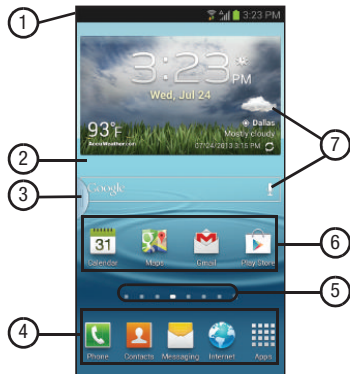 1
3:23 PM
3:23 PM
Wed, Jul 24
Dallas
93°F
Mostly cloudy
AccuWeather.com
07/24/2013 3:15 PM
2
7
Google
3
31
Calendar
Maps
Gmail
Play Store
6
5
4
Phone
Contacts
Messaging
Internet
Apps